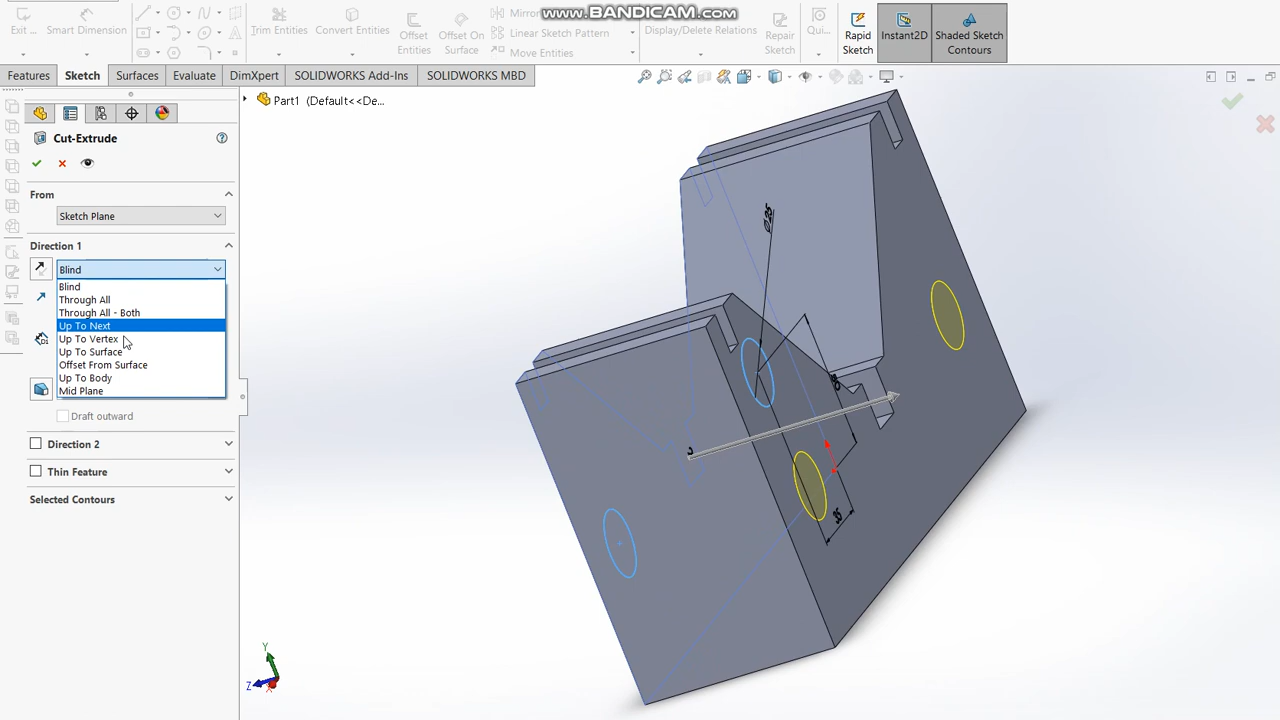 www.BANDICAM.com
Exit ...
Smart Dimension
Trim Entities
Convert Entities
Offset Entities
Offset On Surface
Mirror
Linear Sketch Pattern
Move Entities
Display/Delete Relations
Repair Sketch
Qui...
Rapid Sketch
Instant2D
Shaded Sketch Contours
Features
Sketch
Surfaces
Evaluate
DimXpert
SOLIDWORKS Add-Ins
SOLIDWORKS MBD
Part1 (Default<<De...
Cut-Extrude
From
Sketch Plane
Direction 1
Blind
Blind
Through All
Through All - Both
Up To Next
Up To Vertex
Up To Surface
Offset From Surface
Up To Body
Mid Plane
Draft outward
Direction 2
Thin Feature
Selected Contours
Ø25
35
Y
Z
X